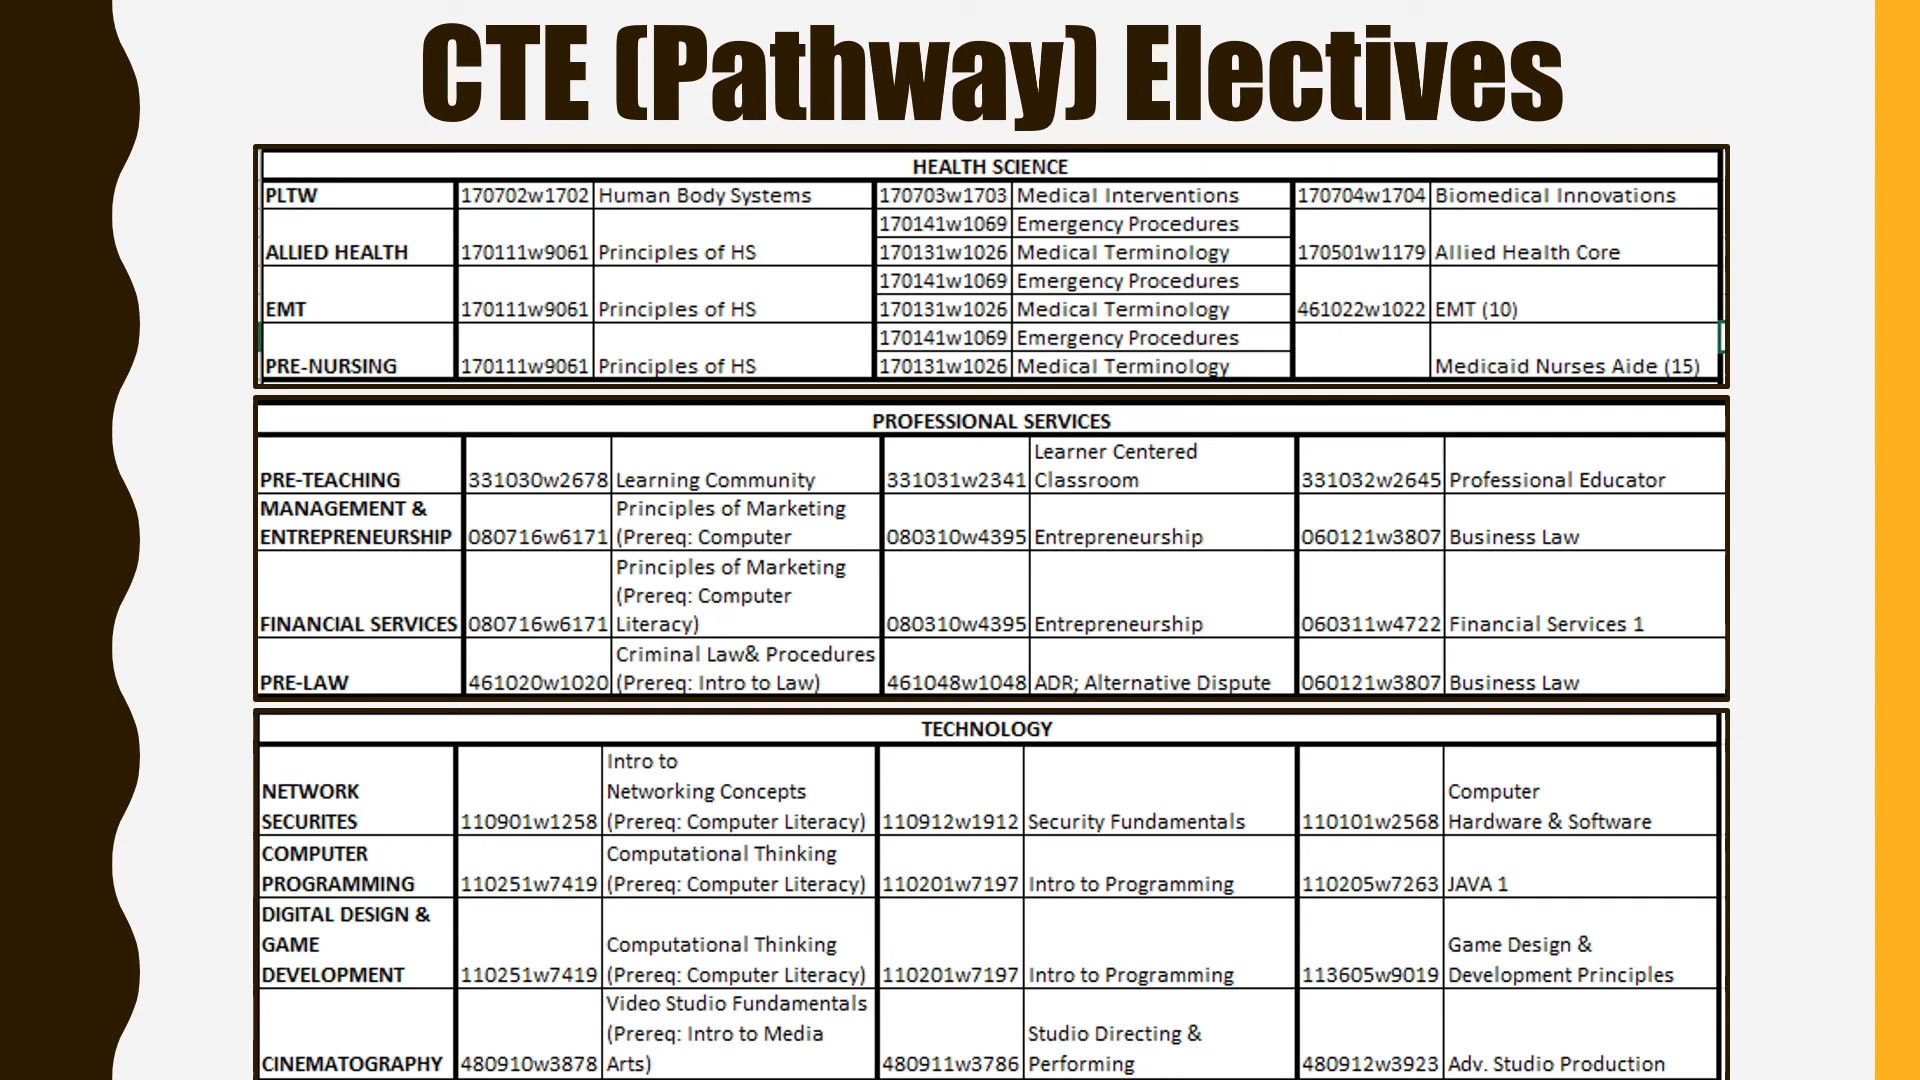 CTE (Pathway) Electives
HEALTH SCIENCE
PLTW 170702w1702 Human Body Systems 170703w1703 Medical Interventions 170704w1704 Biomedical Innovations
170141w1069 Emergency Procedures
ALLIED HEALTH 170111w9061 Principles of HS 170131w1026 Medical Terminology 170501w1179 Allied Health Core
170141w1069 Emergency Procedures
EMT 170111w9061 Principles of HS 170131w1026 Medical Terminology 461022w1022 EMT (10)
170141w1069 Emergency Procedures
PRE-NURSING 170111w9061 Principles of HS 170131w1026 Medical Terminology Medicaid Nurses Aide (15)
PROFESSIONAL SERVICES
Learner Centered
PRE-TEACHING 331030w2678 Learning Community 331031w2341 Classroom 331032w2645 Professional Educator
MANAGEMENT & Principles of Marketing
ENTREPRENEURSHIP 080716w6171 (Prereq: Computer 080310w4395 Entrepreneurship 060121w3807 Business Law
Principles of Marketing
(Prereq: Computer
FINANCIAL SERVICES 080716w6171 Literacy) 080310w4395 Entrepreneurship 060311w4722 Financial Services 1
Criminal Law& Procedures
PRE-LAW 461020w1020 (Prereq: Intro to Law) 461048w1048 ADR; Alternative Dispute 060121w3807 Business Law
TECHNOLOGY
Intro to
NETWORK Networking Concepts Computer
SECURITES 110901w1258 (Prereq: Computer Literacy) 110912w1912 Security Fundamentals 110101w2568 Hardware & Software
COMPUTER Computational Thinking
PROGRAMMING 110251w7419 (Prereq: Computer Literacy) 110201w7197 Intro to Programming 110205w7263 JAVA 1
DIGITAL DESIGN &
GAME Computational Thinking Game Design &
DEVELOPMENT 110251w7419 (Prereq: Computer Literacy) 110201w7197 Intro to Programming 113605w9019 Development Principles
Video Studio Fundamentals
(Prereq: Intro to Media Studio Directing &
CINEMATOGRAPHY 480910w3878 Arts) 480911w3786 Performing 480912w3923 Adv. Studio Production